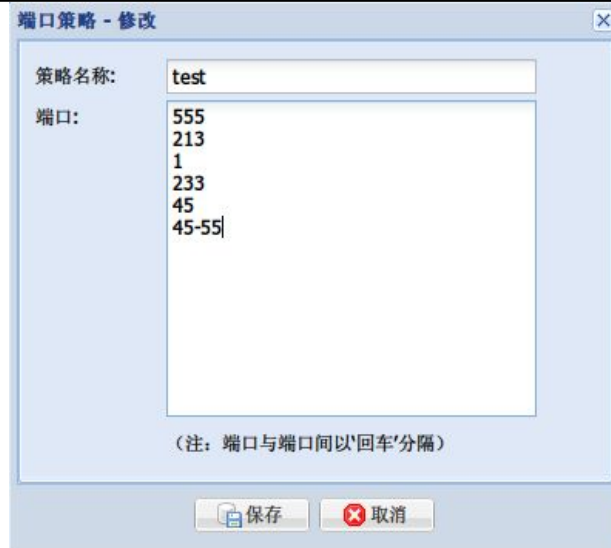 端口策略 - 修改
策略名称: test
端口: 555
213
1
233
45
45-55
（注：端口与端口间以'回车'分隔）
保存 取消